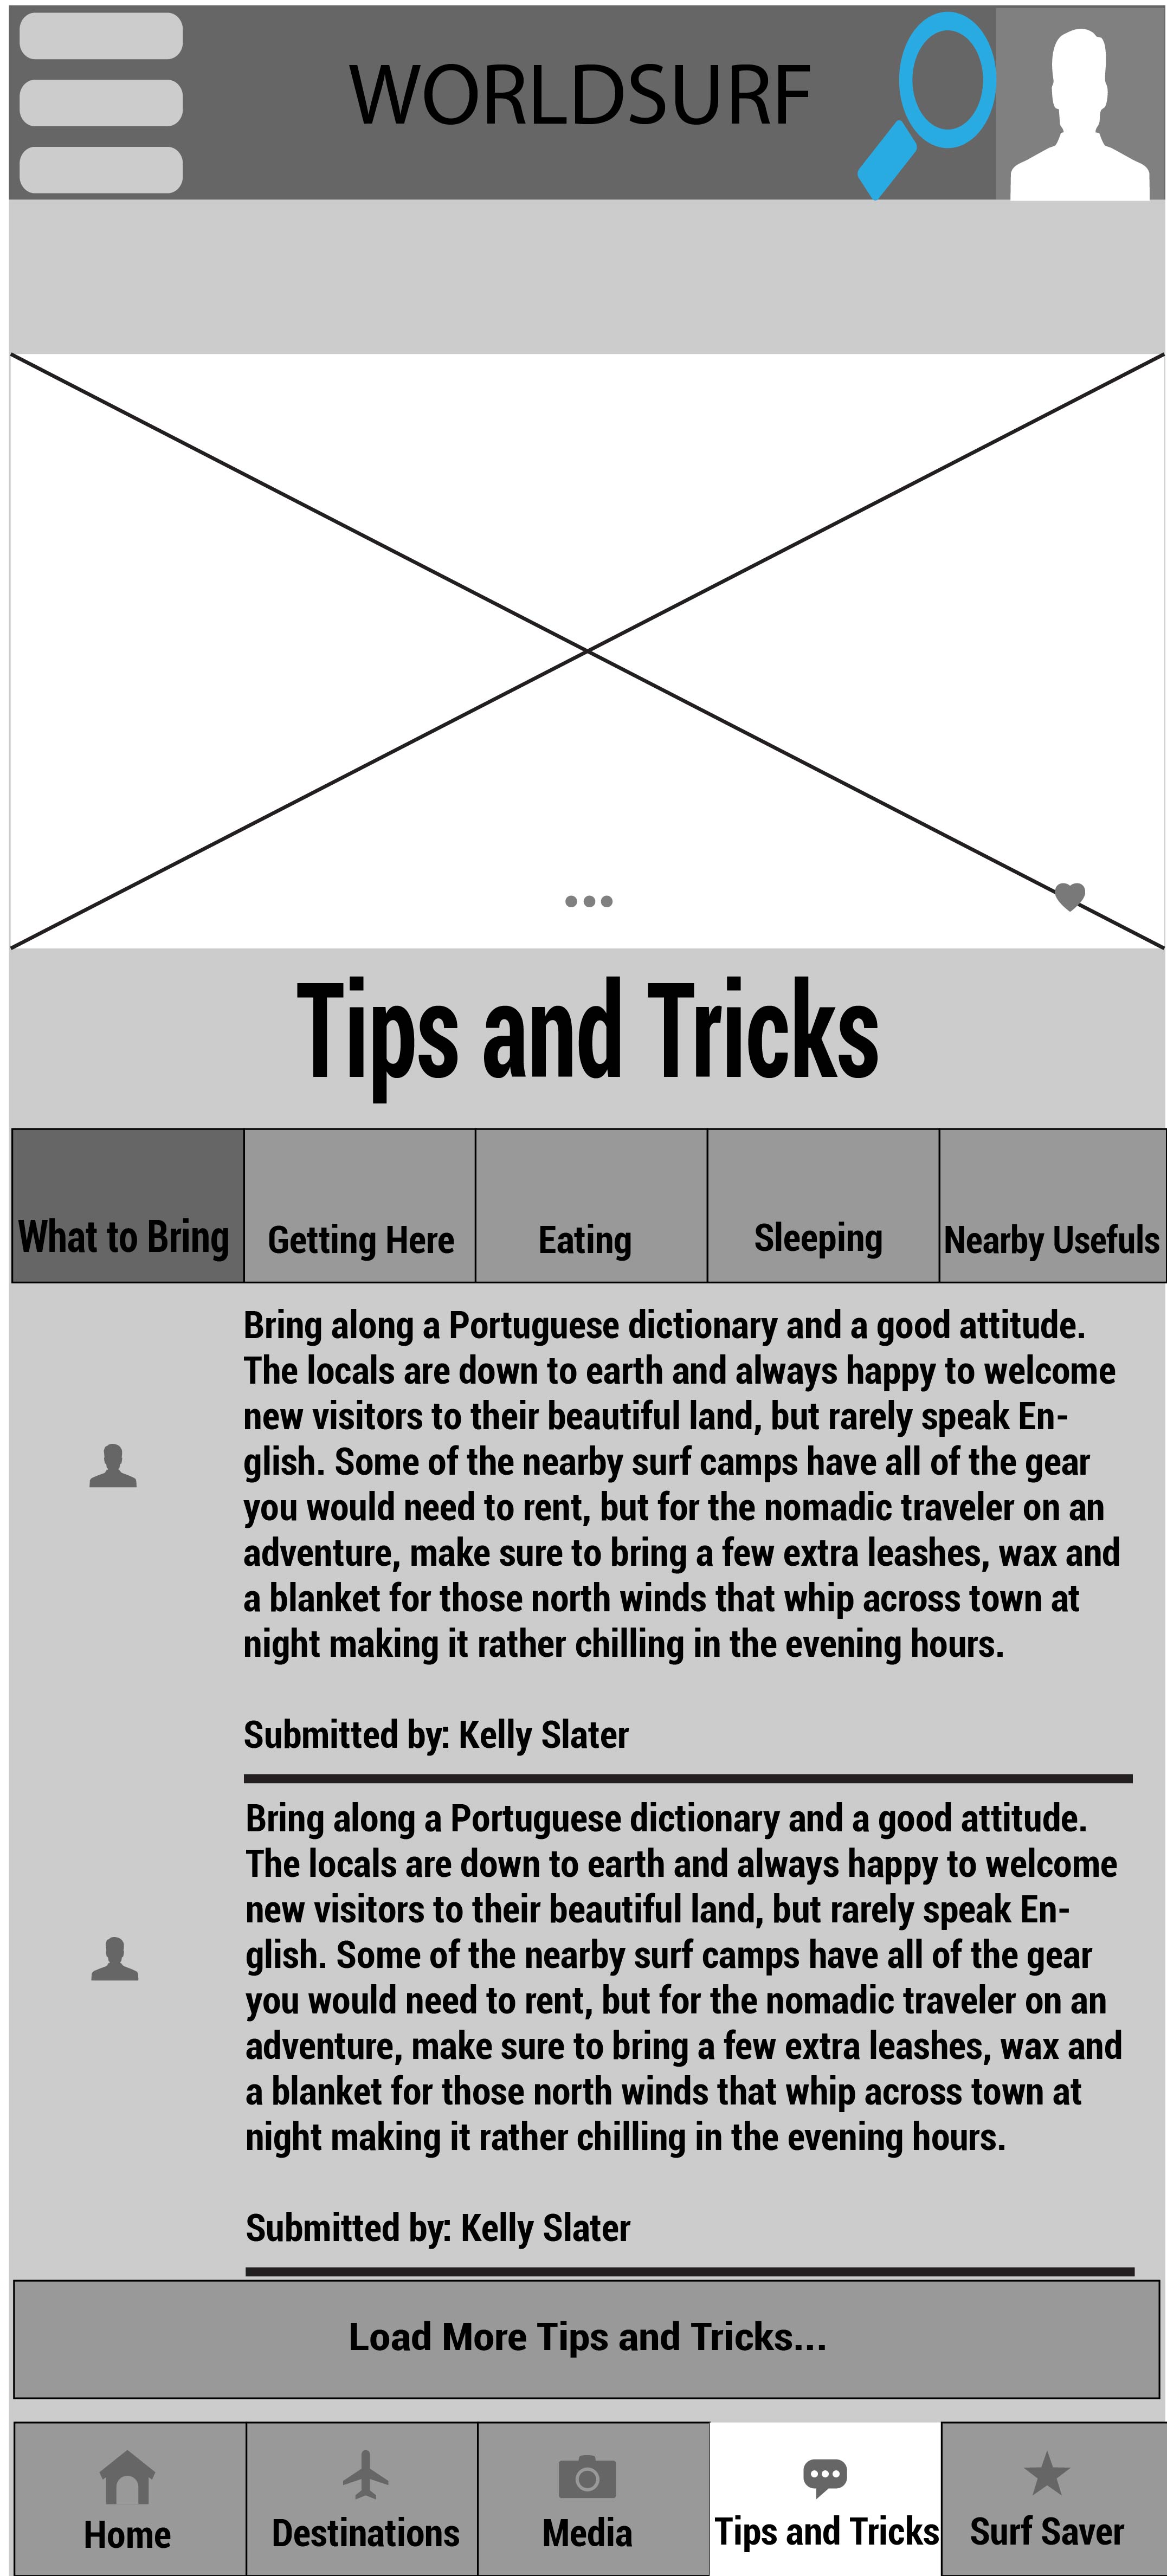 WORLDSURF
Tips and Tricks
What to Bring
Getting Here
Eating
Sleeping
Nearby Usefuls
Bring along a Portuguese dictionary and a good attitude.
The locals are down to earth and always happy to welcome
new visitors to their beautiful land, but rarely speak En-
glish. Some of the nearby surf camps have all of the gear
you would need to rent, but for the nomadic traveler on an
adventure, make sure to bring a few extra leashes, wax and
a blanket for those north winds that whip across town at
night making it rather chilling in the evening hours.
Submitted by: Kelly Slater
Bring along a Portuguese dictionary and a good attitude.
The locals are down to earth and always happy to welcome
new visitors to their beautiful land, but rarely speak En-
glish. Some of the nearby surf camps have all of the gear
you would need to rent, but for the nomadic traveler on an
adventure, make sure to bring a few extra leashes, wax and
a blanket for those north winds that whip across town at
night making it rather chilling in the evening hours.
Submitted by: Kelly Slater
Load More Tips and Tricks...
Home
Destinations
Media
Tips and Tricks
Surf Saver